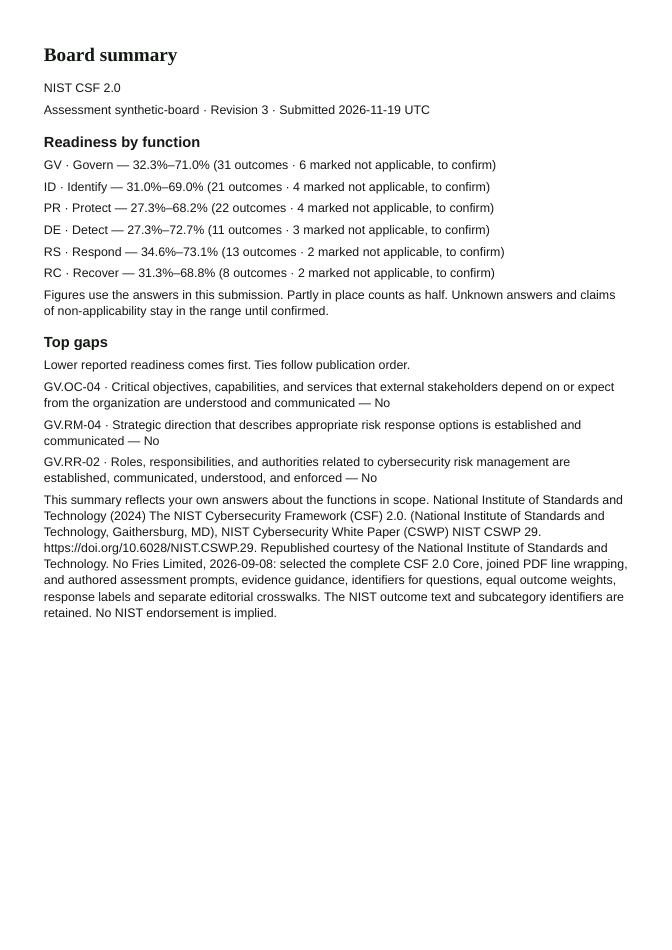 Board summary
NIST CSF 2.0
Assessment synthetic-board · Revision 3 · Submitted 2026-11-19 UTC
Readiness by function
GV · Govern — 32.3%–71.0% (31 outcomes · 6 marked not applicable, to confirm)
ID · Identify — 31.0%–69.0% (21 outcomes · 4 marked not applicable, to confirm)
PR · Protect — 27.3%–68.2% (22 outcomes · 4 marked not applicable, to confirm)
DE · Detect — 27.3%–72.7% (11 outcomes · 3 marked not applicable, to confirm)
RS · Respond — 34.6%–73.1% (13 outcomes · 2 marked not applicable, to confirm)
RC · Recover — 31.3%–68.8% (8 outcomes · 2 marked not applicable, to confirm)
Figures use the answers in this submission. Partly in place counts as half. Unknown answers and claims
of non-applicability stay in the range until confirmed.
Top gaps
Lower reported readiness comes first. Ties follow publication order.
GV.OC-04 · Critical objectives, capabilities, and services that external stakeholders depend on or expect
from the organization are understood and communicated — No
GV.RM-04 · Strategic direction that describes appropriate risk response options is established and
communicated — No
GV.RR-02 · Roles, responsibilities, and authorities related to cybersecurity risk management are
established, communicated, understood, and enforced — No
This summary reflects your own answers about the functions in scope. National Institute of Standards and
Technology (2024) The NIST Cybersecurity Framework (CSF) 2.0. (National Institute of Standards and
Technology, Gaithersburg, MD), NIST Cybersecurity White Paper (CSWP) NIST CSWP 29.
https://doi.org/10.6028/NIST.CSWP.29. Republished courtesy of the National Institute of Standards and
Technology. No Fries Limited, 2026-09-08: selected the complete CSF 2.0 Core, joined PDF line wrapping,
and authored assessment prompts, evidence guidance, identifiers for questions, equal outcome weights,
response labels and separate editorial crosswalks. The NIST outcome text and subcategory identifiers are
retained. No NIST endorsement is implied.